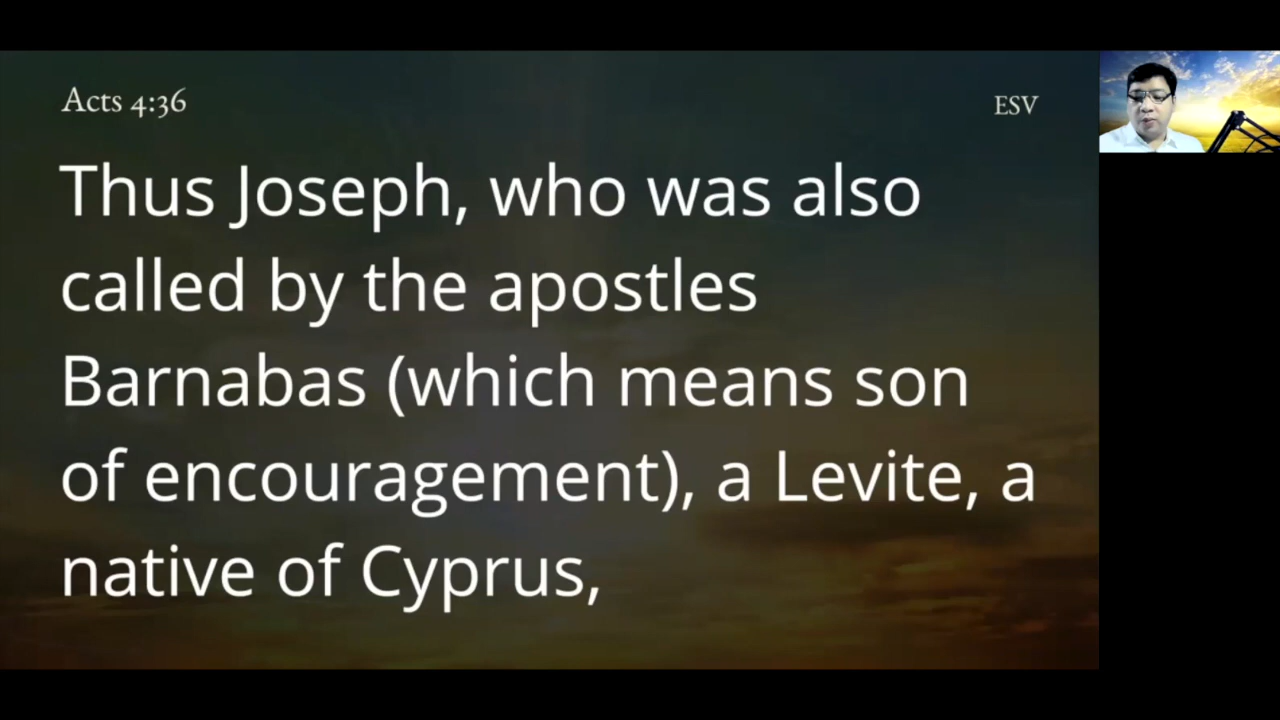 Acts 4:36
ESV
Thus Joseph, who was also
called by the apostles
Barnabas (which means son
of encouragement), a Levite, a
native of Cyprus,